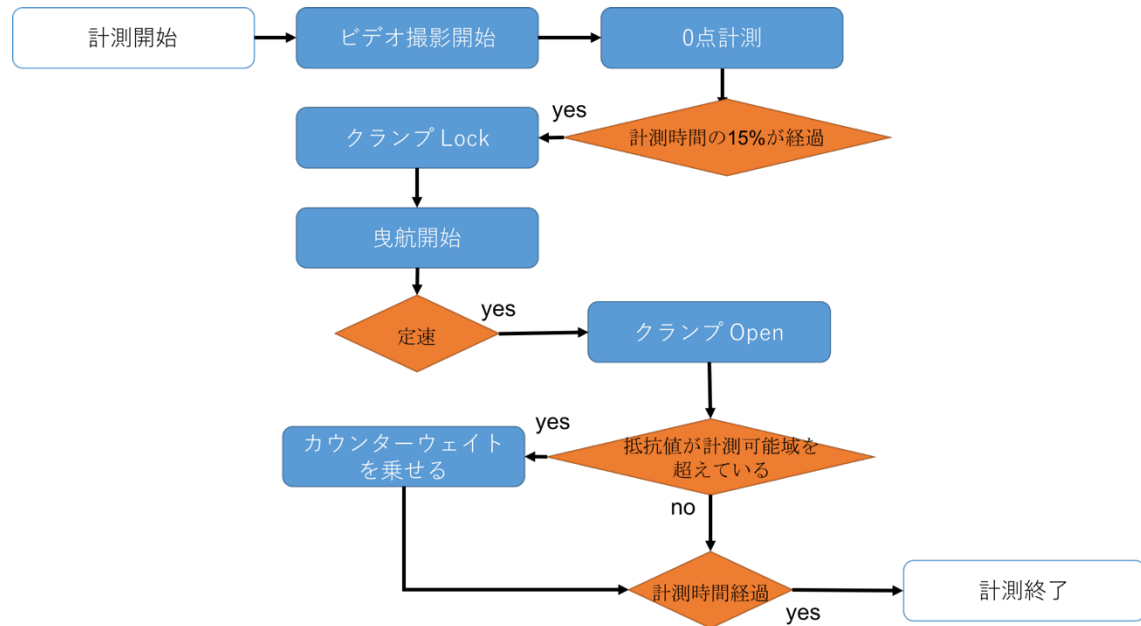 計測開始
ビデオ撮影開始
0点計測
yes
計測時間の15%が経過
クランプ Lock
曳航開始
yes
定速
クランプ Open
yes
抵抗値が計測可能域を
超えている
カウンターウェイト
を乗せる
no
計測時間経過
yes
計測終了